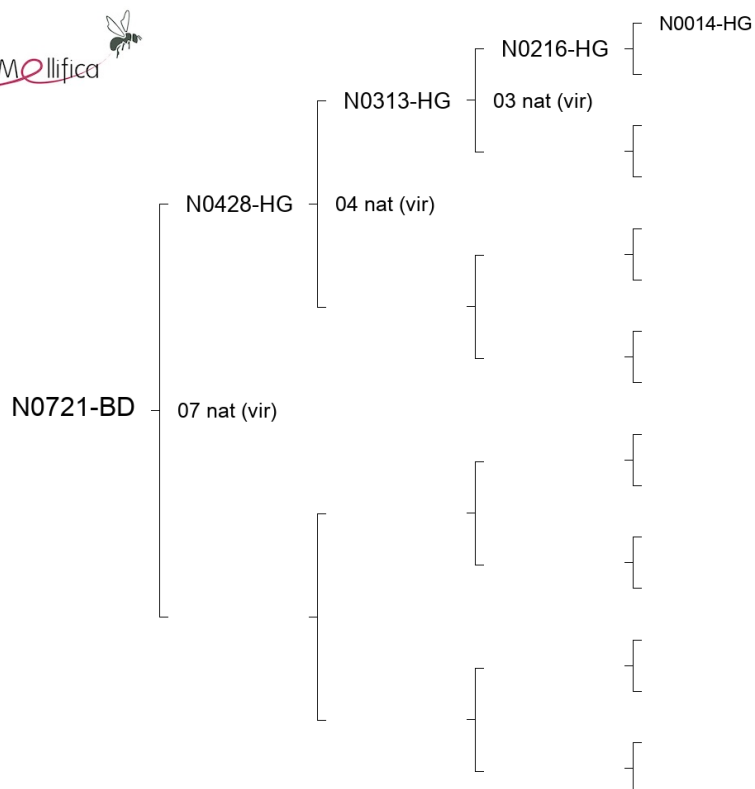 Mellifica
N0014-HG
N0216-HG
N0313-HG
03 nat (vir)
N0428-HG
04 nat (vir)
N0721-BD
07 nat (vir)